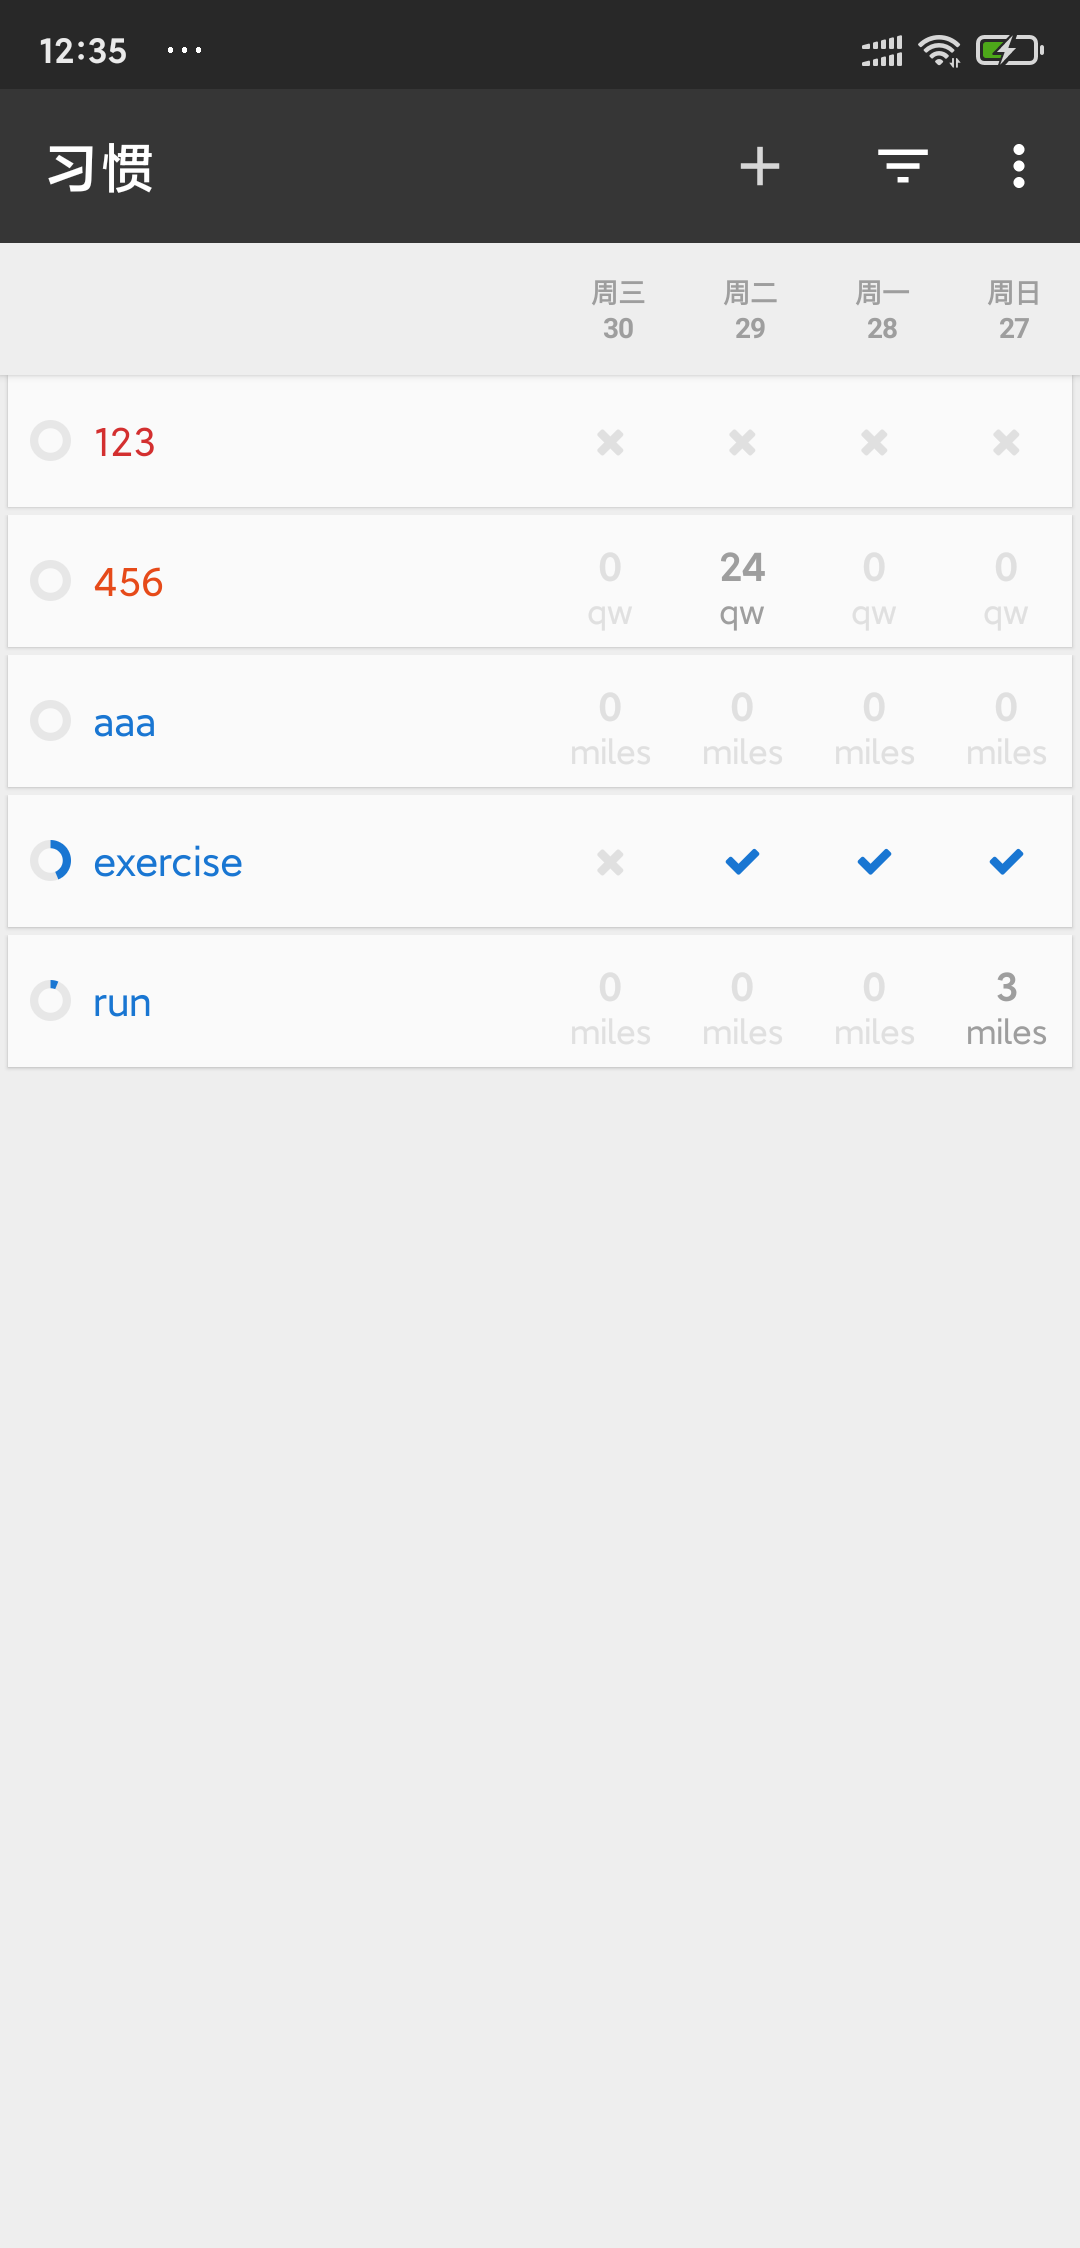 12:35 ...
习惯
周三 周二 周一 周日
30 29 28 27
123
456 0 24 0 0
qw qw qw qw
aaa 0 0 0 0
miles miles miles miles
exercise
run 0 0 0 3
miles miles miles miles